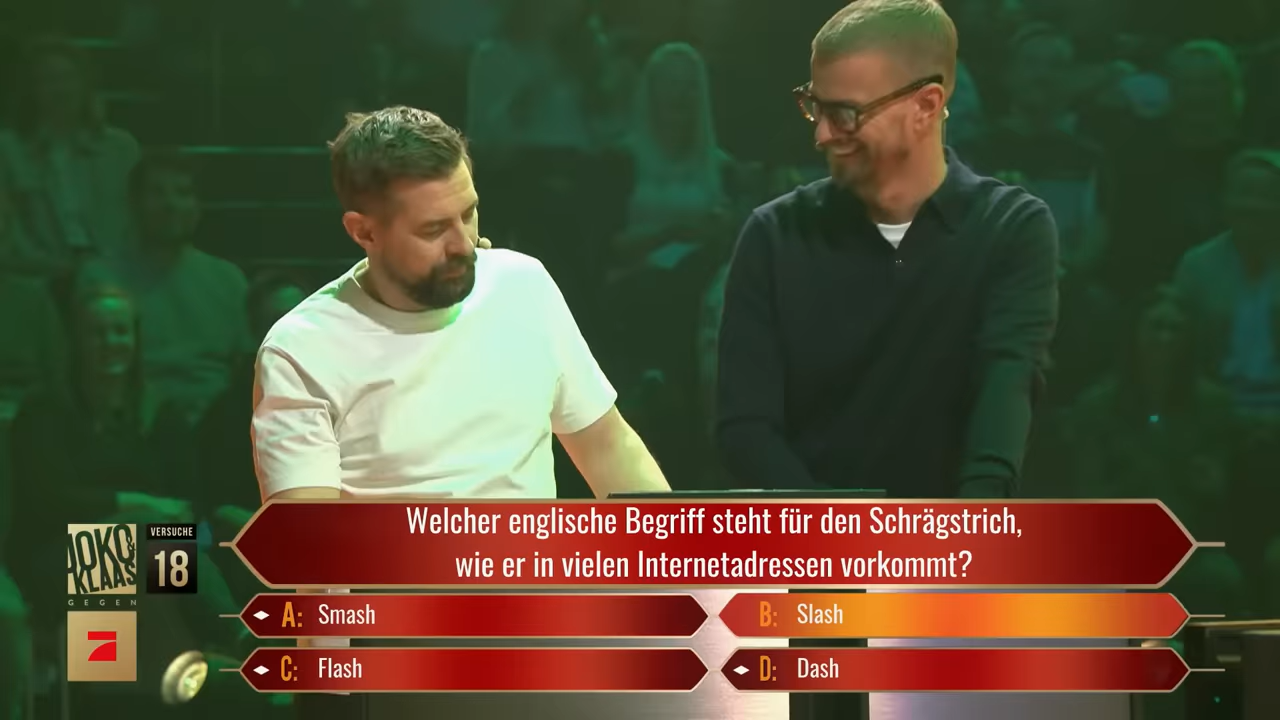 Welcher englische Begriff steht für den Schrägstrich,
wie er in vielen Internetadressen vorkommt?
JOKO &
KLAAS
GEGEN
VERSUCHE
18
A: Smash
B: Slash
C: Flash
D: Dash